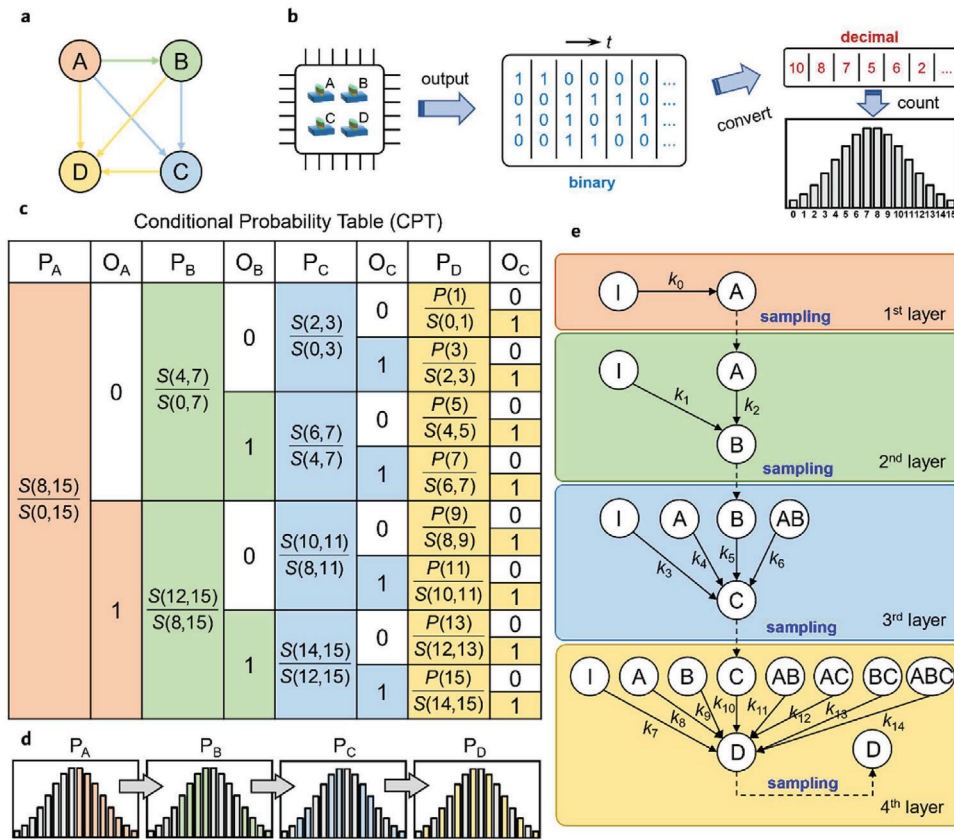 a
A
B
D
C
b
A
B
C
D
output
t
1 1 0 0 0 0 ...
0 0 1 1 1 0 ...
1 0 1 0 1 1 ...
0 0 1 1 0 0 ...
binary
convert
decimal
10 8 7 5 6 2 ...
count
0 1 2 3 4 5 6 7 8 9 10 11 12 13 14 15
c
Conditional Probability Table (CPT)
P_A O_A P_B O_B P_C O_C P_D O_C
S(8,15)
S(0,15)
0
1
S(4,7)
S(0,7)
S(12,15)
S(8,15)
0
1
0
1
S(2,3)
S(0,3)
S(6,7)
S(4,7)
S(10,11)
S(8,11)
S(14,15)
S(12,15)
0
1
0
1
0
1
0
1
P(1)
S(0,1)
P(3)
S(2,3)
P(5)
S(4,5)
P(7)
S(6,7)
P(9)
S(8,9)
P(11)
S(10,11)
P(13)
S(12,13)
P(15)
S(14,15)
0
1
0
1
0
1
0
1
0
1
0
1
0
1
0
1
d
P_A P_B P_C P_D
e
I k0 A
sampling
1st layer
I A
k1 k2
B
sampling
2nd layer
I A B AB
k3 k4 k5 k6
C
sampling
3rd layer
I A B C AB AC BC ABC
k7 k8 k9 k10 k11 k12 k13 k14
D D
sampling
4th layer